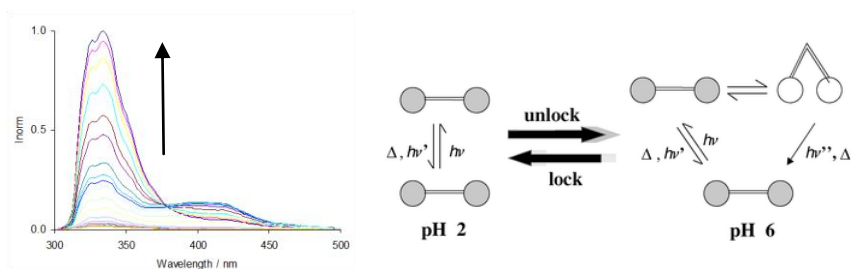 1.0
Inorm
0.5
0.0
300 350 400 450 500
Wavelength / nm
unlock
lock
Δ, hν' hν
pH 2
Δ, hν' hν
hν'', Δ
pH 6